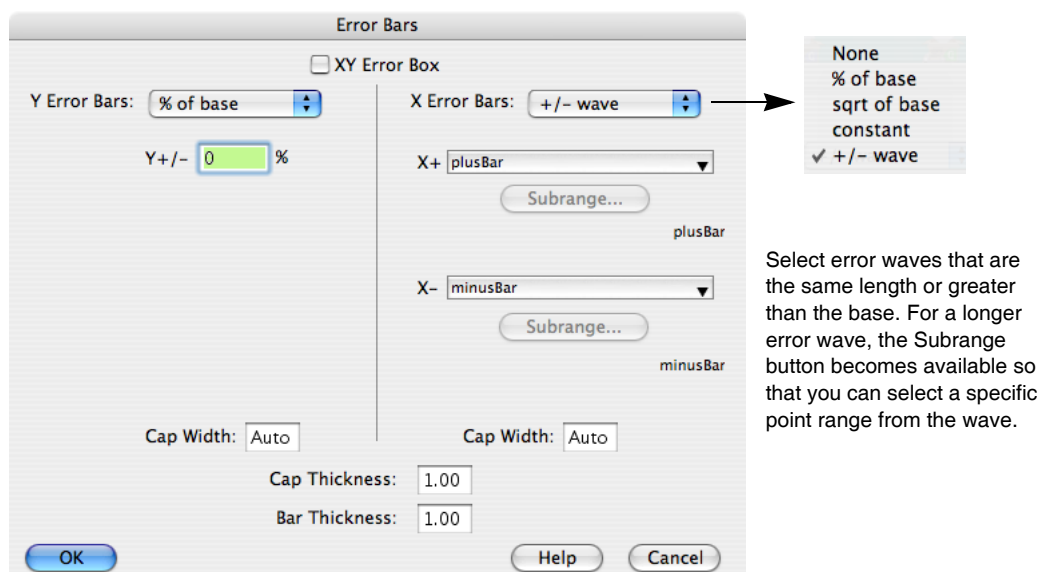 Error Bars
XY Error Box
Y Error Bars: % of base
X Error Bars: +/- wave
None
% of base
sqrt of base
constant
✓ +/- wave
Y+/- 0 %
X+ plusBar
Subrange...
plusBar
X- minusBar
Subrange...
minusBar
Select error waves that are
the same length or greater
than the base. For a longer
error wave, the Subrange
button becomes available so
that you can select a specific
point range from the wave.
Cap Width: Auto
Cap Width: Auto
Cap Thickness: 1.00
Bar Thickness: 1.00
OK
Help
Cancel